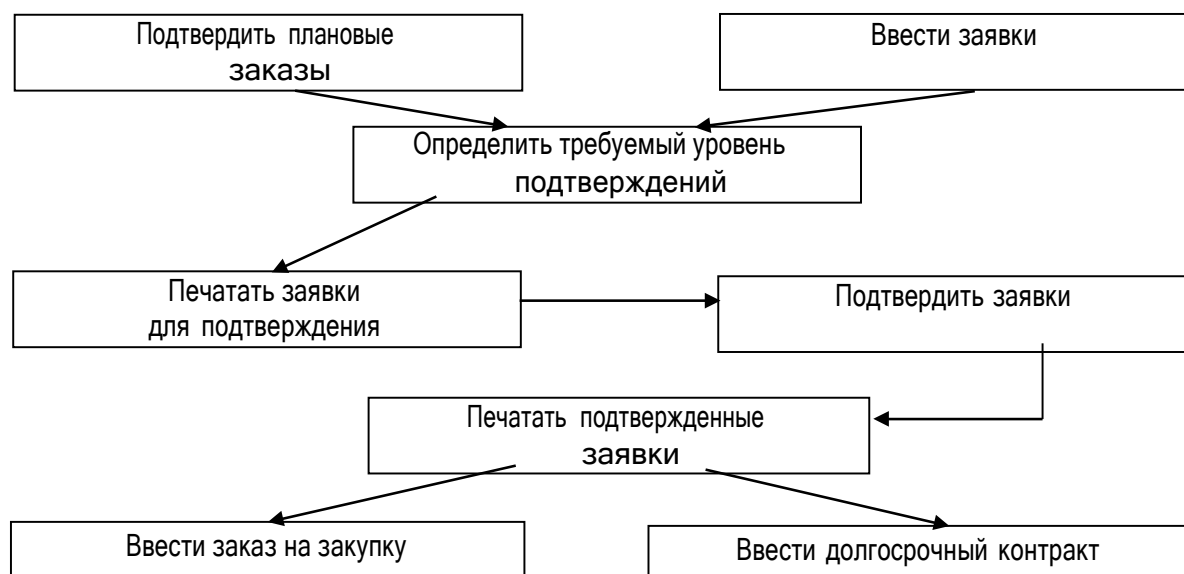 Подтвердить плановые
заказы
Ввести заявки
Определить требуемый уровень
подтверждений
Печатать заявки
для подтверждения
Подтвердить заявки
Печатать подтвержденные
заявки
Ввести заказ на закупку
Ввести долгосрочный контракт